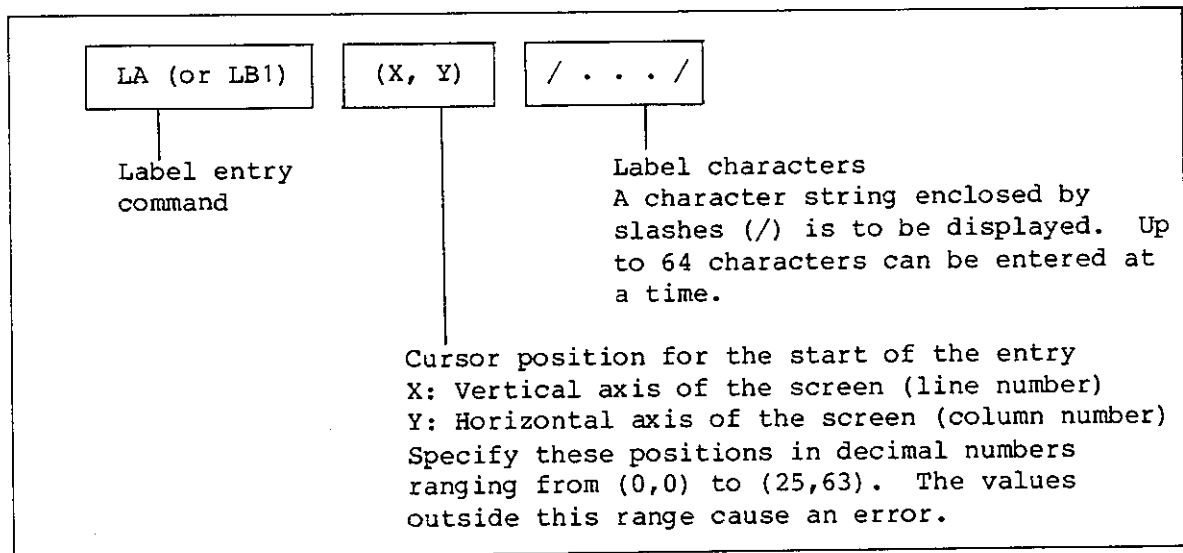 LA (or LB1) (X, Y) / . . . /
Label entry
command
Label characters
A character string enclosed by
slashes (/) is to be displayed. Up
to 64 characters can be entered at
a time.
Cursor position for the start of the entry
X: Vertical axis of the screen (line number)
Y: Horizontal axis of the screen (column number)
Specify these positions in decimal numbers
ranging from (0,0) to (25,63). The values
outside this range cause an error.